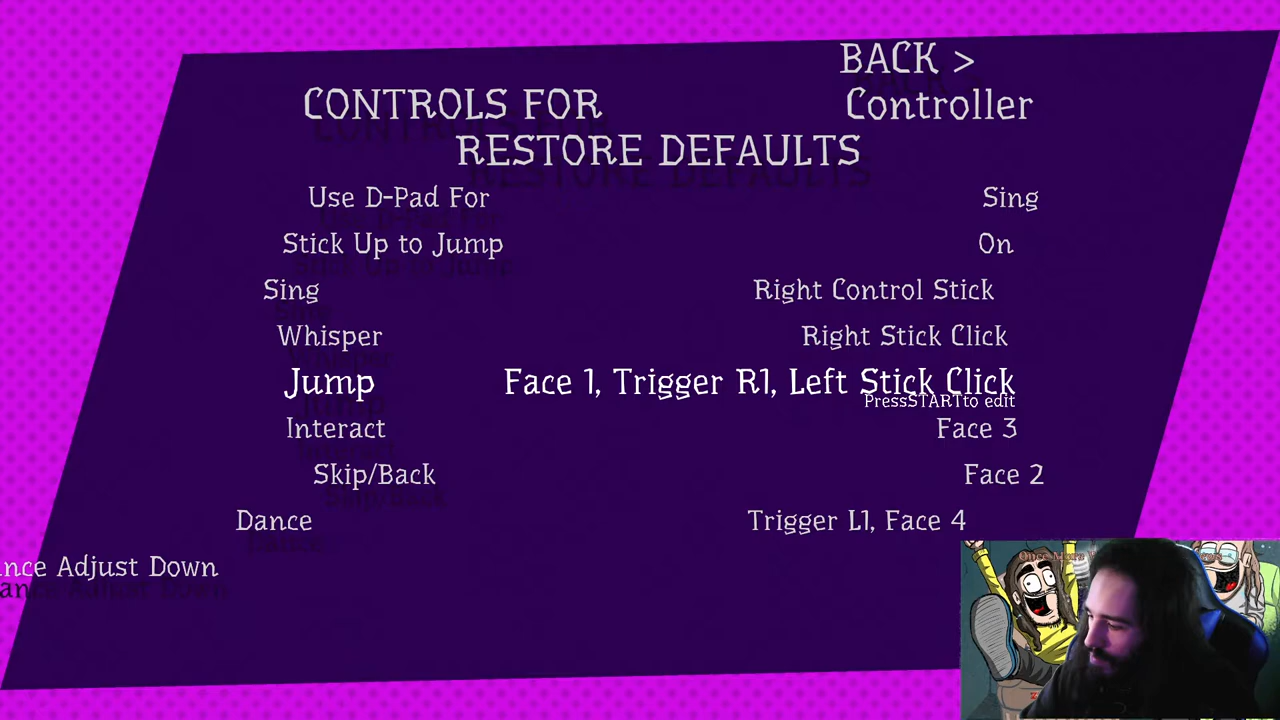 BACK >
CONTROLS FOR Controller
RESTORE DEFAULTS
Use D-Pad For Sing
Stick Up to Jump On
Sing Right Control Stick
Whisper Right Stick Click
Jump Face 1, Trigger R1, Left Stick Click
PressSTARTto edit
Interact Face 3
Skip/Back Face 2
Dance Trigger L1, Face 4
nce Adjust Down
Once More